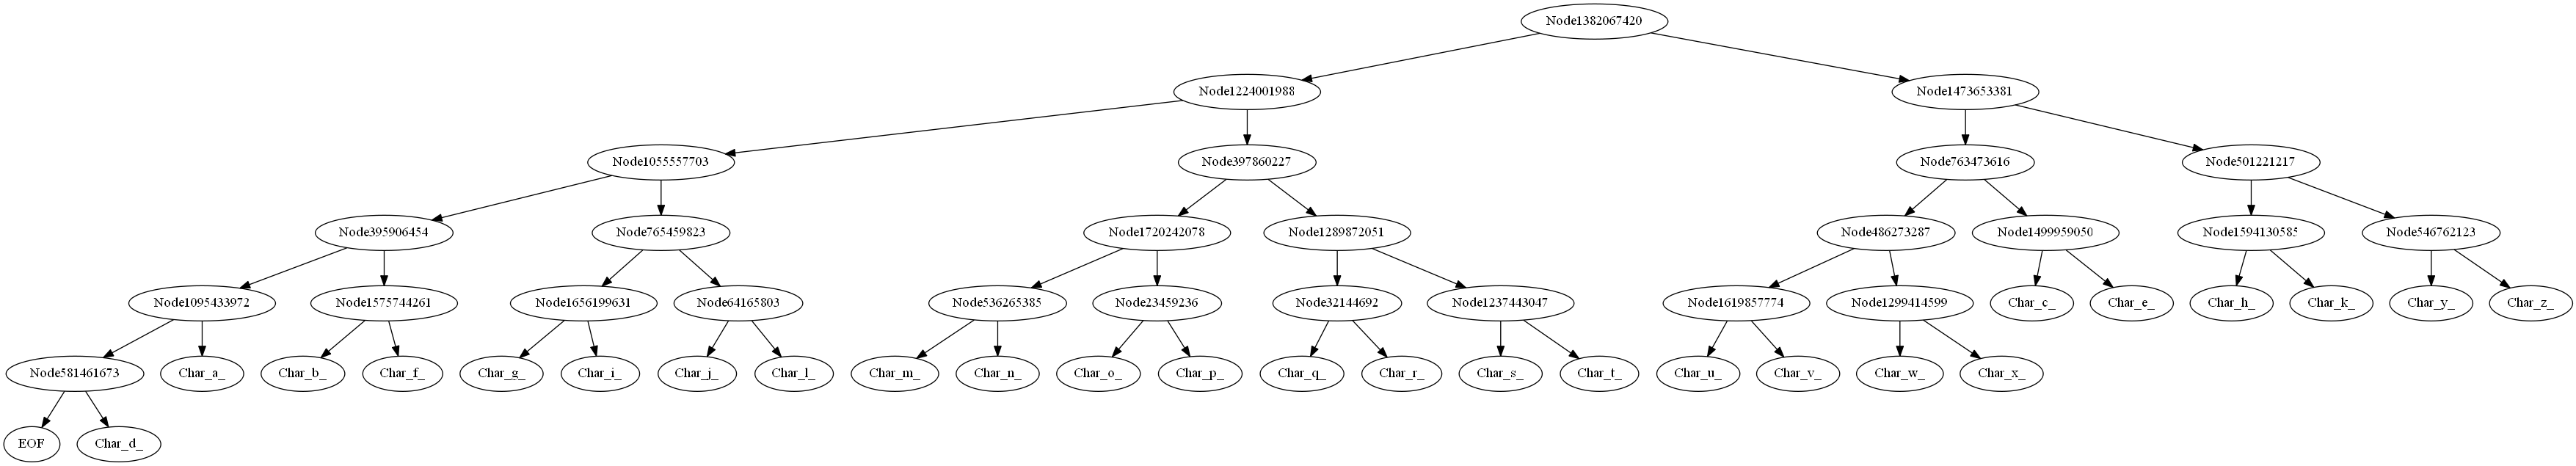 Node1382067420
Node1224001988 Node1473653381
Node1055557703 Node397860227 Node763473616 Node501221217
Node395906454 Node765459823 Node1720242078 Node1289872051 Node486273287 Node1499959050 Node1594130585 Node546762123
Node1095433972 Node1575744261 Node1656199631 Node64165803 Node536265385 Node23459236 Node32144692 Node1237443047 Node1619857774 Node1299414599 Char_c_ Char_e_ Char_h_ Char_k_ Char_y_ Char_z_
Node581461673 Char_a_ Char_b_ Char_f_ Char_g_ Char_i_ Char_j_ Char_l_ Char_m_ Char_n_ Char_o_ Char_p_ Char_q_ Char_r_ Char_s_ Char_t_ Char_u_ Char_v_ Char_w_ Char_x_
EOF Char_d_